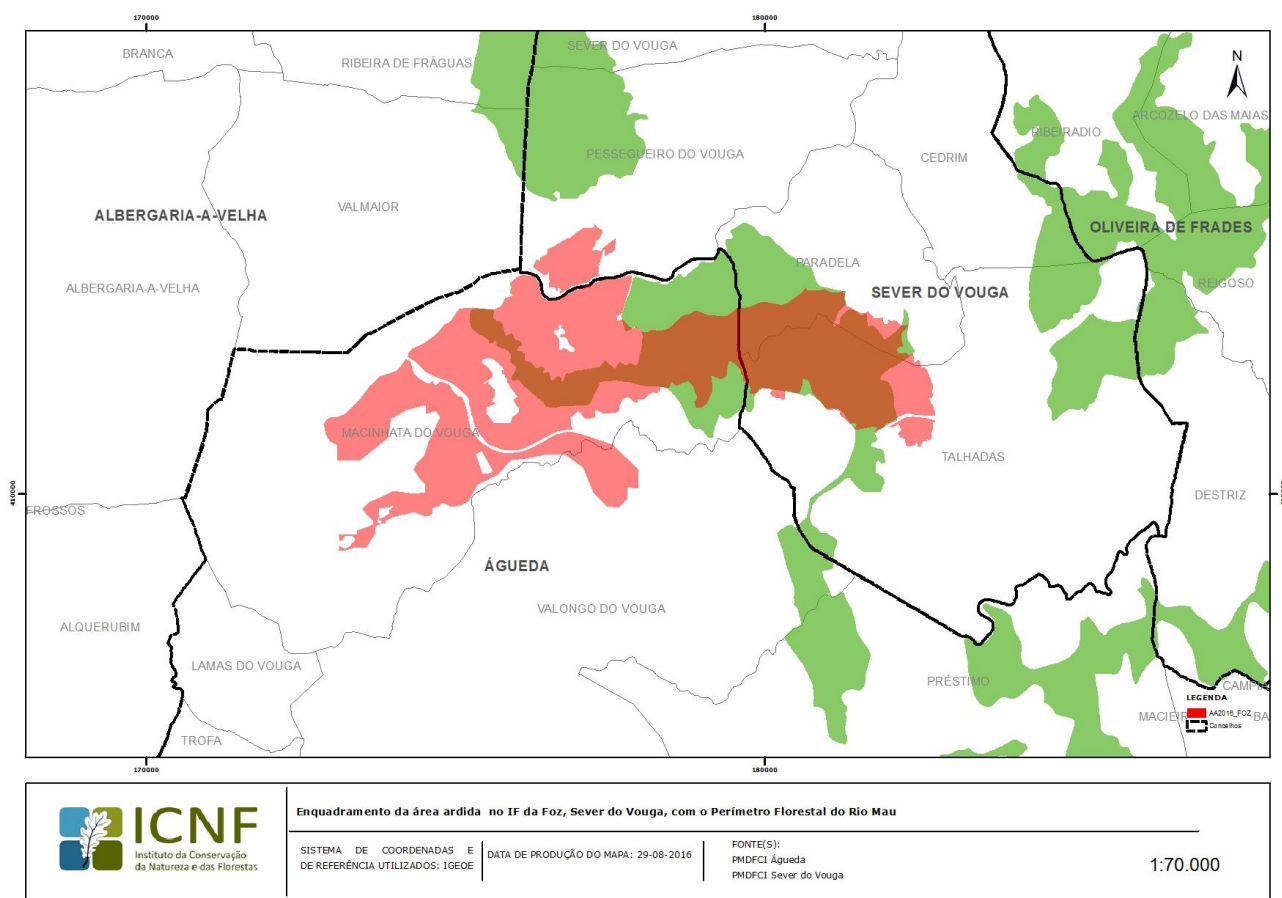 170000 180000
SEVER DO VOUGA
BRANCA
RIBEIRA DE FRÁGUAS
N
ARCOZELO DAS MAIAS
RIBEIRADIO
PESSEGUEIRO DO VOUGA
CEDRIM
VALMAIOR
ALBERGARIA-A-VELHA
OLIVEIRA DE FRADES
PARADELA
REIGOSO
ALBERGARIA-A-VELHA
SEVER DO VOUGA
MACINHATA DO VOUGA
TALHADAS
410000
DESTRIZ
FROSSOS
ÁGUEDA
VALONGO DO VOUGA
ALQUERUBIM
LAMAS DO VOUGA
PRÉSTIMO
CAMPIA
LEGENDA
AA2016_FOZ
MACIEIR BA
Concelhos
TROFA
170000 180000
ICNF
Instituto da Conservação
da Natureza e das Florestas
Enquadramento da área ardida no IF da Foz, Sever do Vouga, com o Perímetro Florestal do Rio Mau
SISTEMA DE COORDENADAS E
DE REFERÊNCIA UTILIZADOS: IGEOE
DATA DE PRODUÇÃO DO MAPA: 29-08-2016
FONTE(S):
PMDFCI Águeda
PMDFCI Sever do Vouga
1:70.000